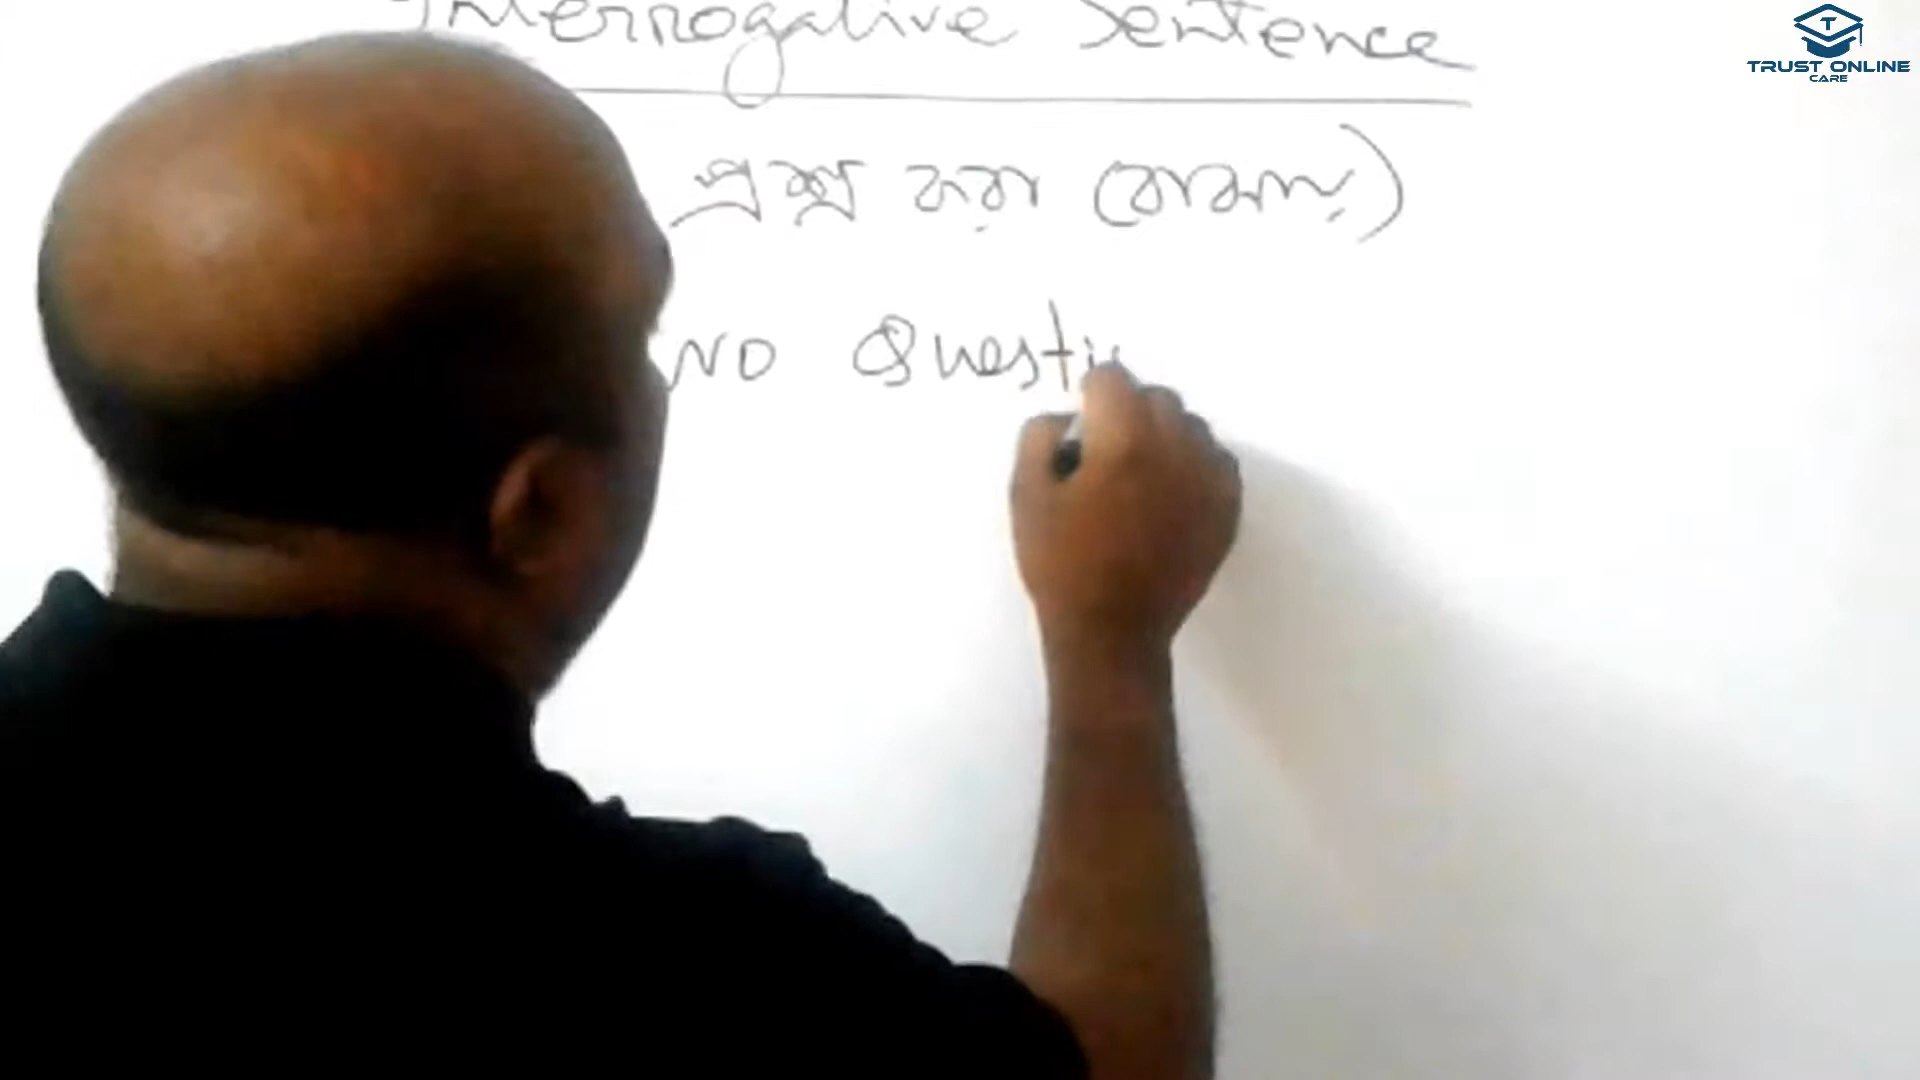 Interrogative Sentence
প্রশ্ন করা বোঝায়)
NO Questi
TRUST ONLINE
CARE